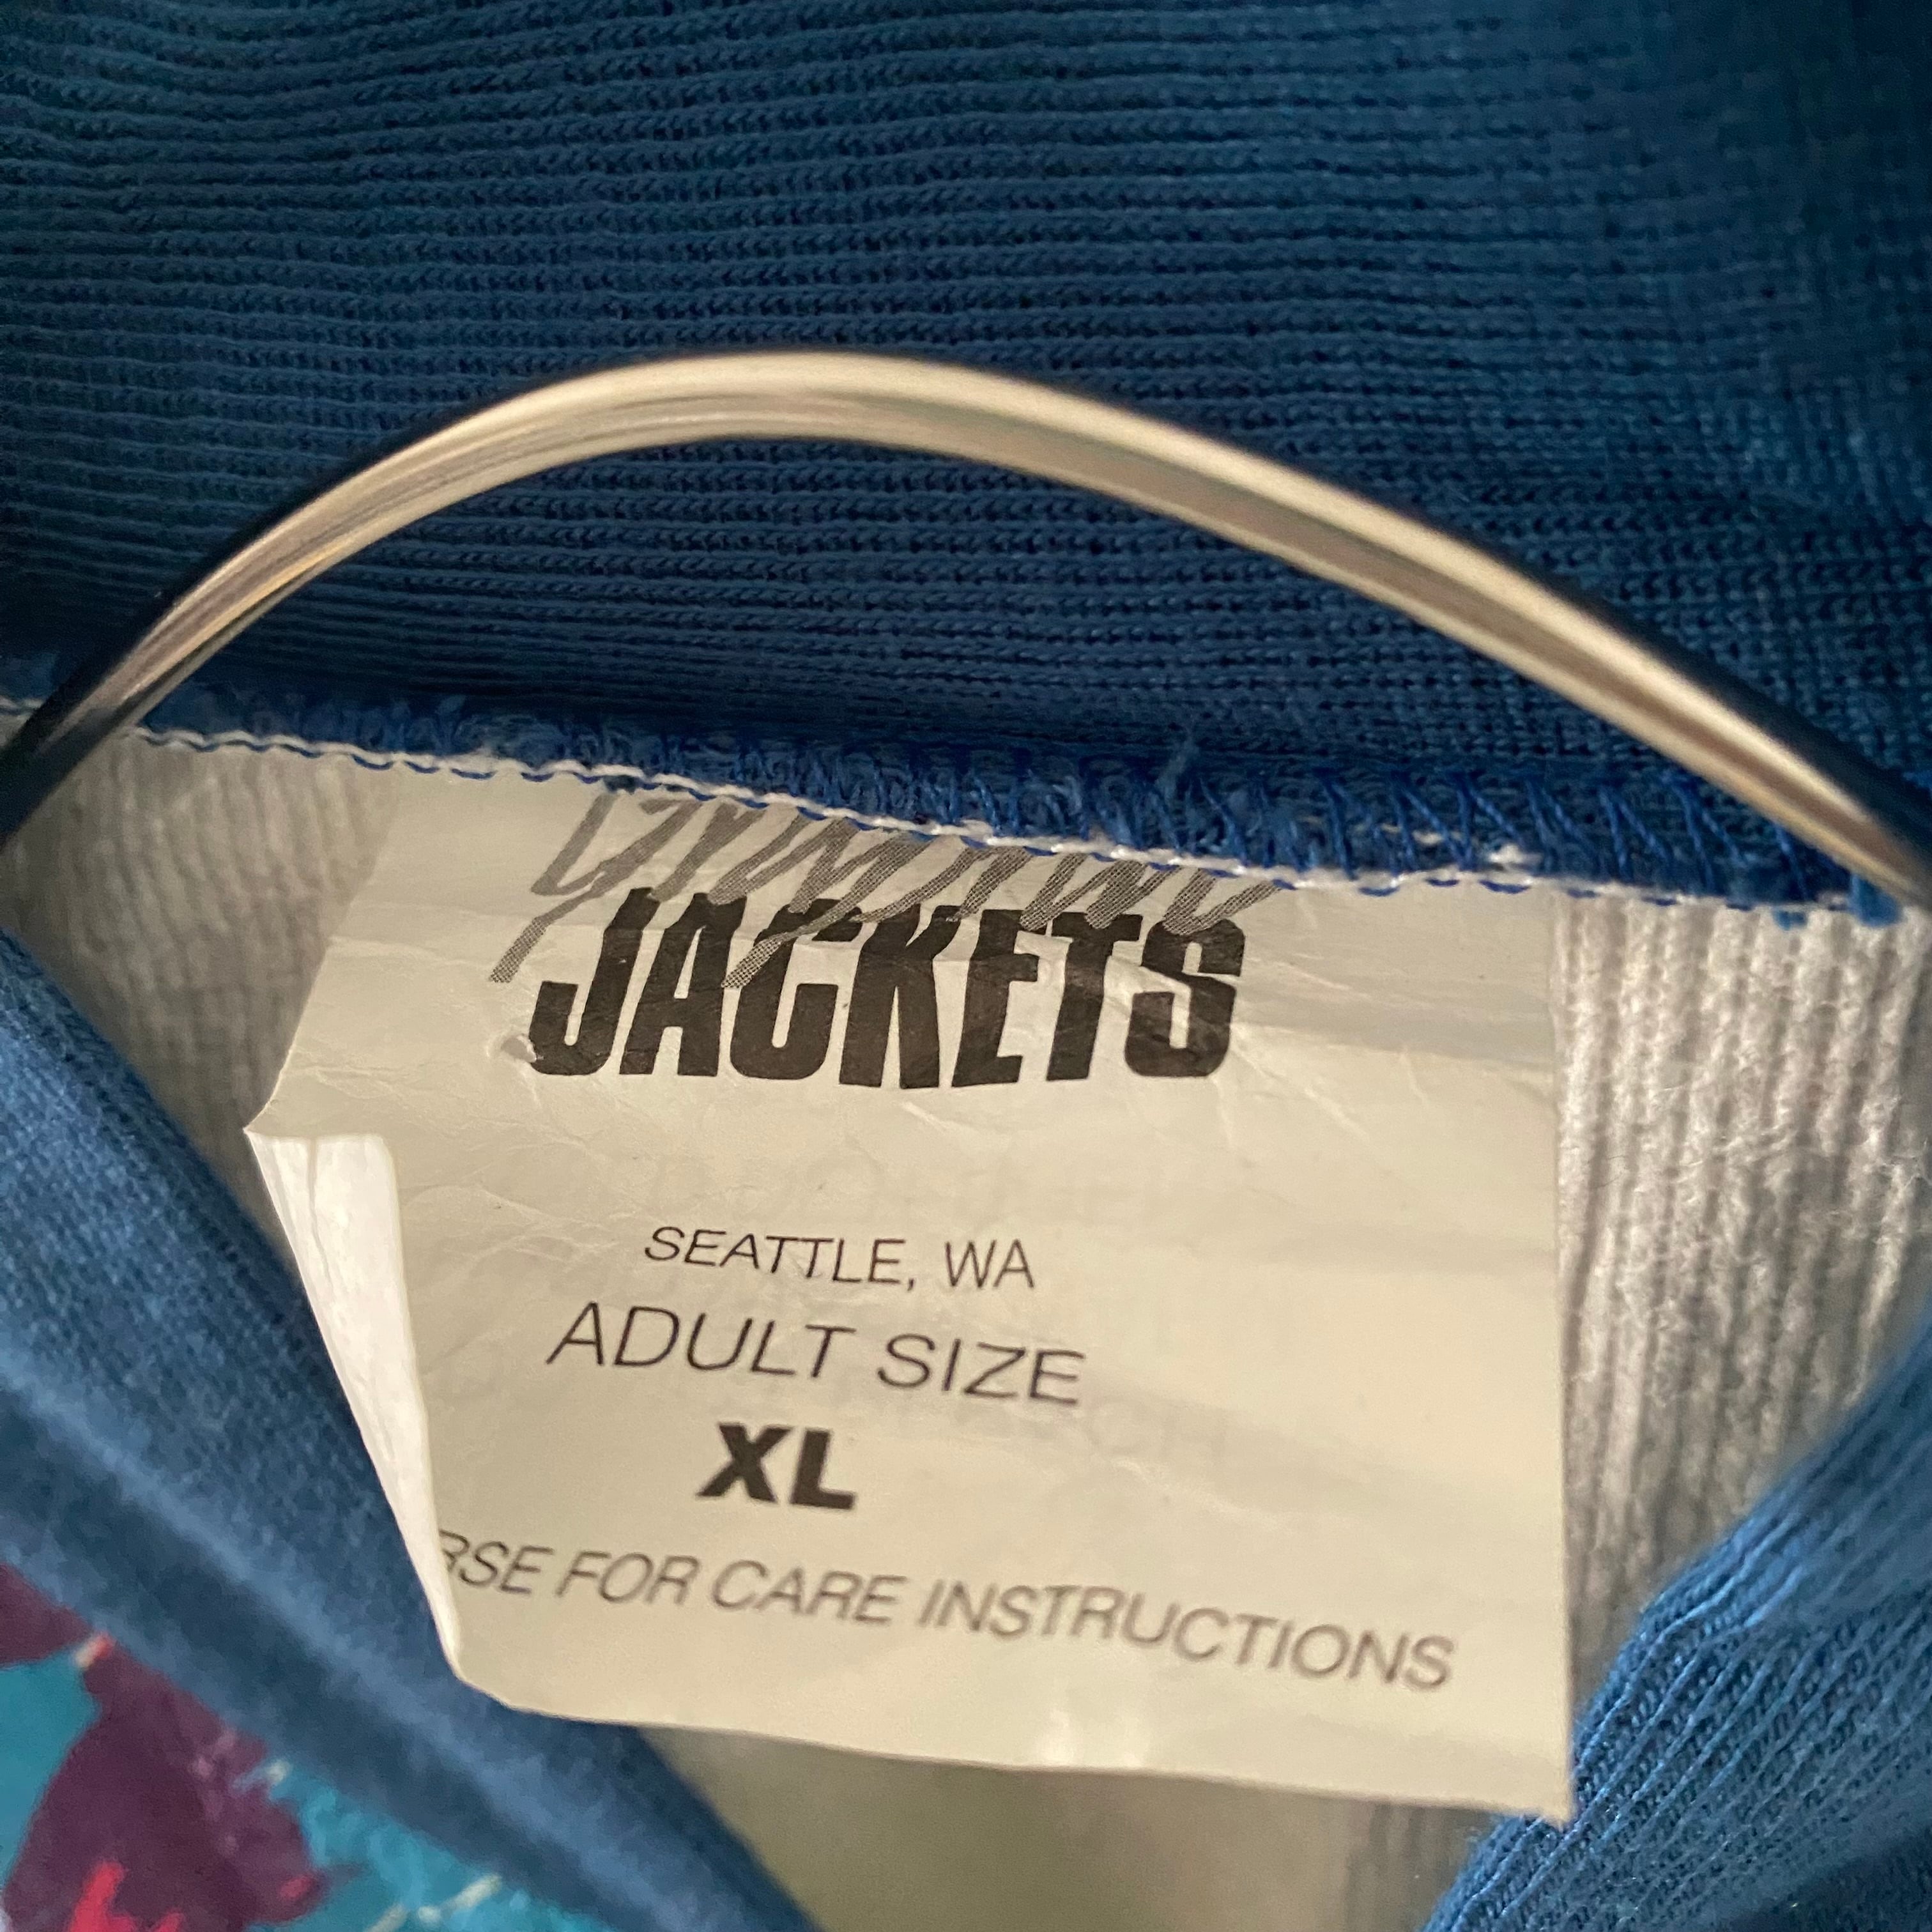 JACKETS
SEATTLE, WA
ADULT SIZE
XL
RSE FOR CARE INSTRUCTIONS